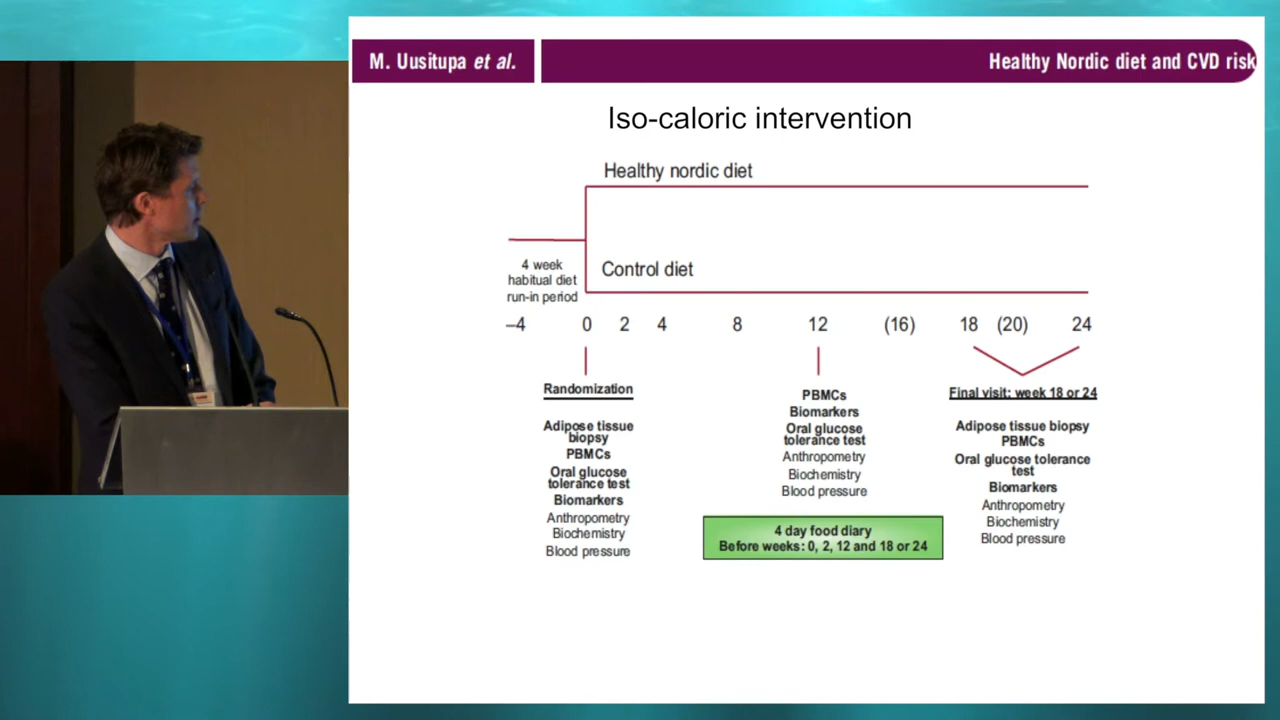 M. Uusitupa et al.
Healthy Nordic diet and CVD risk
Iso-caloric intervention
Healthy nordic diet
4 week
habitual diet
run-in period
Control diet
–4 0 2 4 8 12 (16) 18 (20) 24
Randomization
Adipose tissue
biopsy
PBMCs
Oral glucose
tolerance test
Biomarkers
Anthropometry
Biochemistry
Blood pressure
PBMCs
Biomarkers
Oral glucose
tolerance test
Anthropometry
Biochemistry
Blood pressure
4 day food diary
Before weeks: 0, 2, 12 and 18 or 24
Final visit: week 18 or 24
Adipose tissue biopsy
PBMCs
Oral glucose tolerance
test
Biomarkers
Anthropometry
Biochemistry
Blood pressure